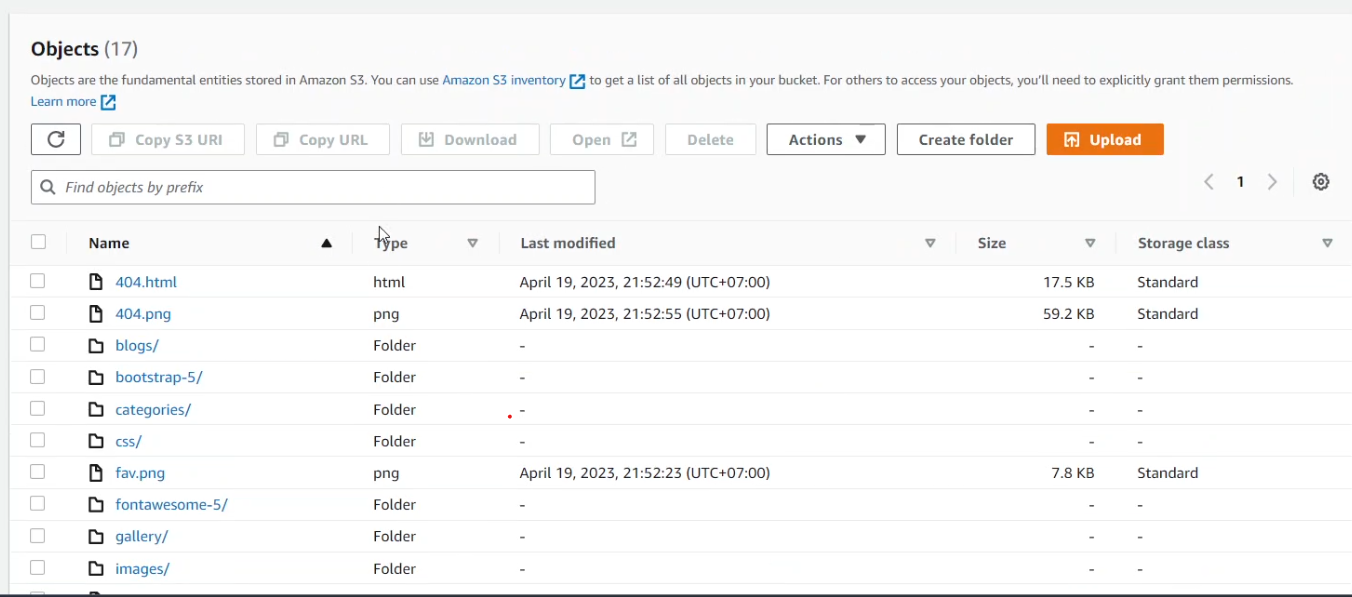 Objects (17)
Objects are the fundamental entities stored in Amazon S3. You can use Amazon S3 inventory to get a list of all objects in your bucket. For others to access your objects, you'll need to explicitly grant them permissions.
Learn more
Copy S3 URI Copy URL Download Open Delete Actions Create folder Upload
Find objects by prefix 1
Name Type Last modified Size Storage class
404.html html April 19, 2023, 21:52:49 (UTC+07:00) 17.5 KB Standard
404.png png April 19, 2023, 21:52:55 (UTC+07:00) 59.2 KB Standard
blogs/ Folder - - -
bootstrap-5/ Folder - - -
categories/ Folder - - -
css/ Folder - - -
fav.png png April 19, 2023, 21:52:23 (UTC+07:00) 7.8 KB Standard
fontawesome-5/ Folder - - -
gallery/ Folder - - -
images/ Folder - - -